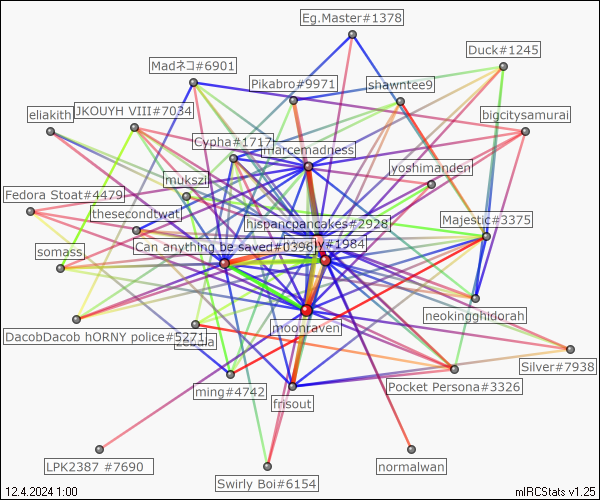 Eg.Master#1378
Duck#1245
Madネコ#6901
Pikabro#9971
shawntee9
eliakith
JKOUYH VIII#7034
bigcitysamurai
Cypha#1717
marcemadness
yoshimanden
mukszi
Fedora Stoat#4479
thesecondtwat
hispancpancakes#2928
Majestic#3375
Can anything be saved#0396
ly#1984
somass
neokingghidorah
moonraven
DacobDacob hORNY police#5271
Silver#7938
ming#4742
frisout
Pocket Persona#3326
LPK2387 #7690
normalwan
Swirly Boi#6154
12.4.2024 1:00
mIRCStats v1.25